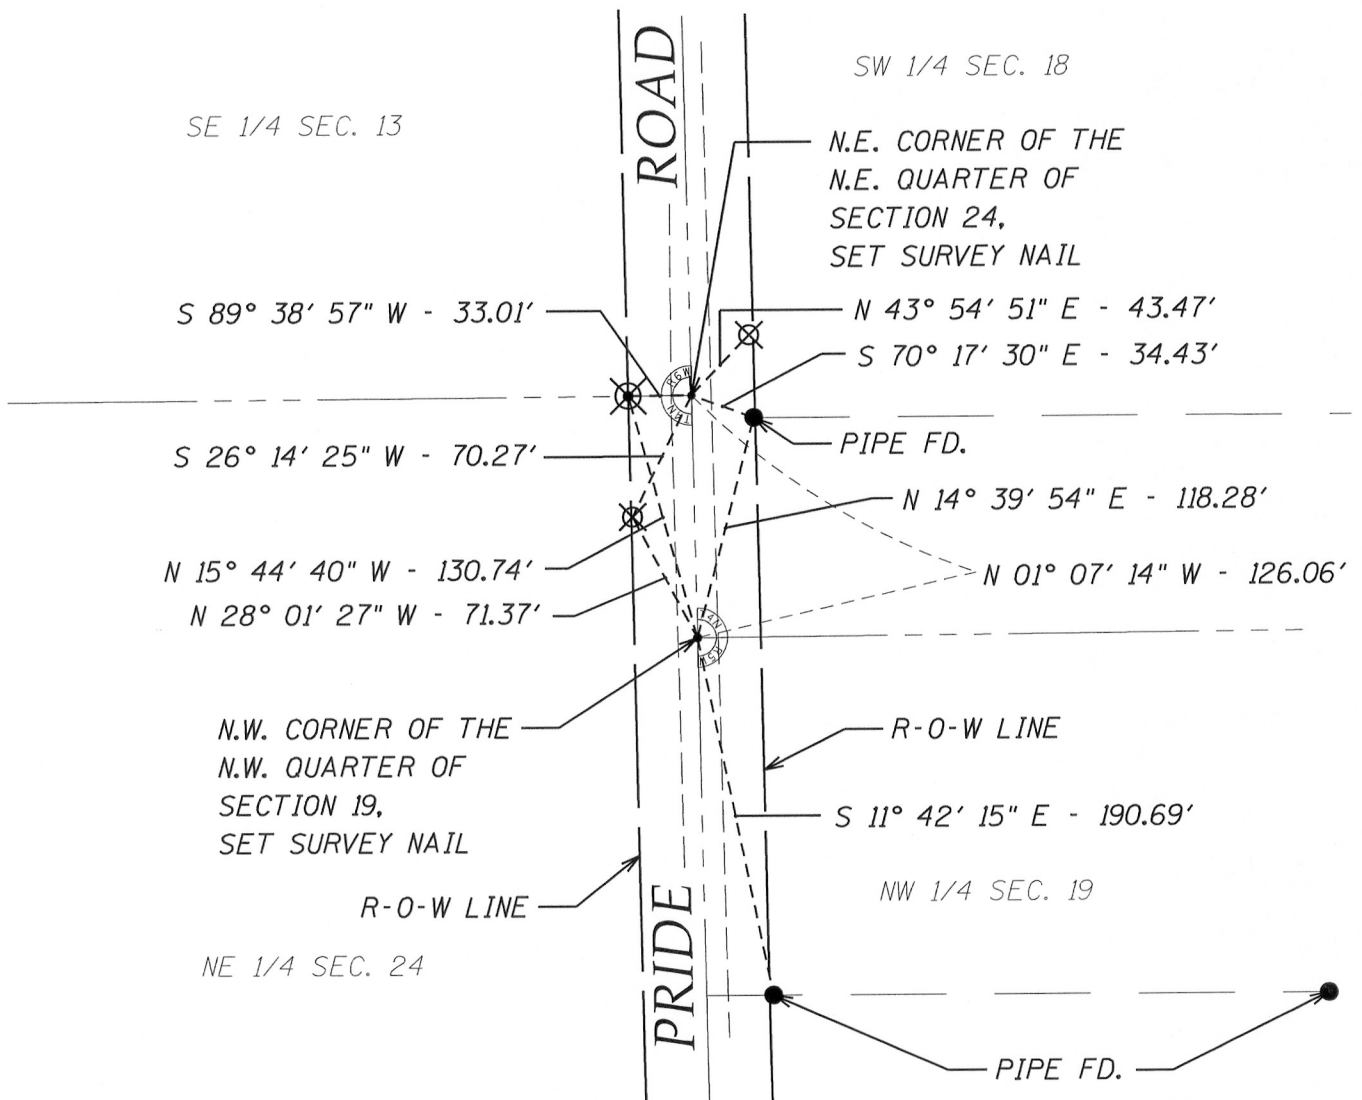 ROAD
SW 1/4 SEC. 18
SE 1/4 SEC. 13
N.E. CORNER OF THE
N.E. QUARTER OF
SECTION 24,
SET SURVEY NAIL
S 89° 38' 57" W - 33.01'
N 43° 54' 51" E - 43.47'
S 70° 17' 30" E - 34.43'
R6W
PIPE FD.
S 26° 14' 25" W - 70.27'
N 14° 39' 54" E - 118.28'
N 15° 44' 40" W - 130.74'
N 01° 07' 14" W - 126.06'
N 28° 01' 27" W - 71.37'
T4N
R5W
N.W. CORNER OF THE
N.W. QUARTER OF
SECTION 19,
SET SURVEY NAIL
R-O-W LINE
S 11° 42' 15" E - 190.69'
NW 1/4 SEC. 19
R-O-W LINE
PRIDE
NE 1/4 SEC. 24
PIPE FD.